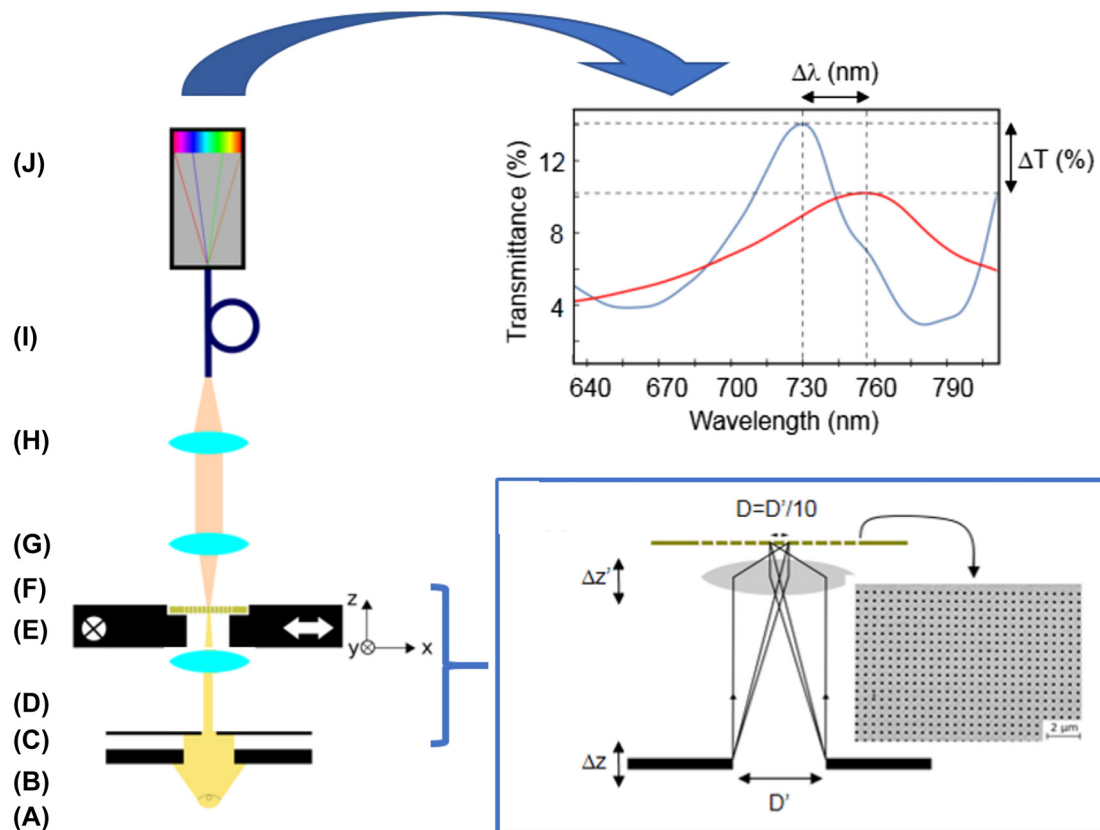 (J)
(I)
(H)
(G)
(F)
(E)
(D)
(C)
(B)
(A)
z
y
x
Δλ (nm)
ΔT (%)
Transmittance (%)
12
8
4
640 670 700 730 760 790
Wavelength (nm)
D=D'/10
Δz'
2 μm
Δz
D'